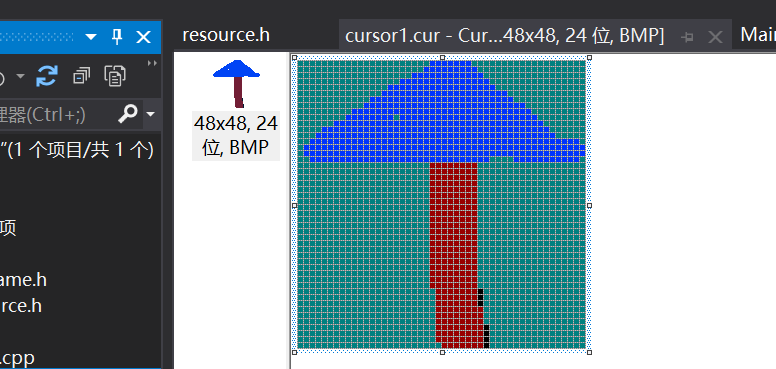 resource.h
cursor1.cur - Cur...48x48, 24 位, BMP]
Main
理器(Ctrl+;)
48x48, 24
位, BMP
"(1 个项目/共 1 个)
项
ame.h
rce.h
.cpp